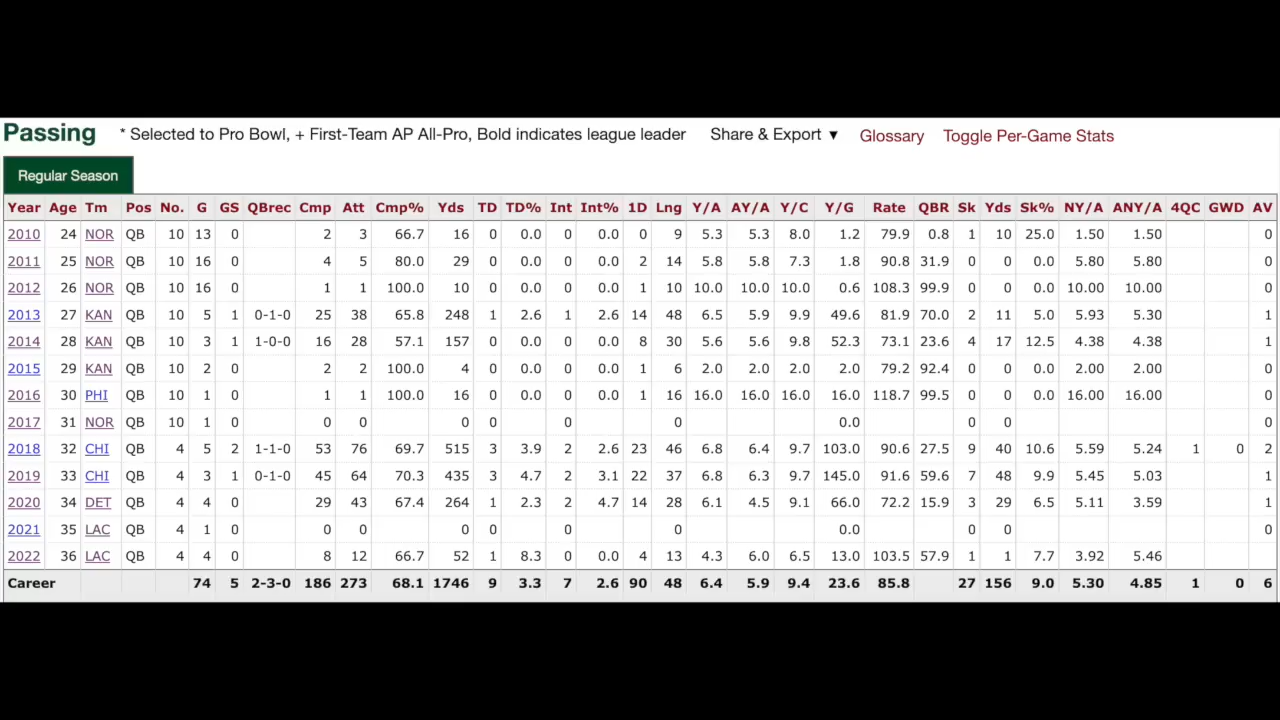 Passing * Selected to Pro Bowl, + First-Team AP All-Pro, Bold indicates league leader Share & Export ▼ Glossary Toggle Per-Game Stats
Regular Season
Year Age Tm Pos No. G GS QBrec Cmp Att Cmp% Yds TD TD% Int Int% 1D Lng Y/A AY/A Y/C Y/G Rate QBR Sk Yds Sk% NY/A ANY/A 4QC GWD AV
2010 24 NOR QB 10 13 0 2 3 66.7 16 0 0.0 0 0.0 0 9 5.3 5.3 8.0 1.2 79.9 0.8 1 10 25.0 1.50 1.50 0
2011 25 NOR QB 10 16 0 4 5 80.0 29 0 0.0 0 0.0 2 14 5.8 5.8 7.3 1.8 90.8 31.9 0 0 0.0 5.80 5.80 0
2012 26 NOR QB 10 16 0 1 1 100.0 10 0 0.0 0 0.0 1 10 10.0 10.0 10.0 0.6 108.3 99.9 0 0 0.0 10.00 10.00 0
2013 27 KAN QB 10 5 1 0-1-0 25 38 65.8 248 1 2.6 1 2.6 14 48 6.5 5.9 9.9 49.6 81.9 70.0 2 11 5.0 5.93 5.30 1
2014 28 KAN QB 10 3 1 1-0-0 16 28 57.1 157 0 0.0 0 0.0 8 30 5.6 5.6 9.8 52.3 73.1 23.6 4 17 12.5 4.38 4.38 1
2015 29 KAN QB 10 2 0 2 2 100.0 4 0 0.0 0 0.0 1 6 2.0 2.0 2.0 2.0 79.2 92.4 0 0 0.0 2.00 2.00 0
2016 30 PHI QB 10 1 0 1 1 100.0 16 0 0.0 0 0.0 1 16 16.0 16.0 16.0 16.0 118.7 99.5 0 0 0.0 16.00 16.00 0
2017 31 NOR QB 10 1 0 0 0 0 0 0 0 0.0 0 0 0
2018 32 CHI QB 4 5 2 1-1-0 53 76 69.7 515 3 3.9 2 2.6 23 46 6.8 6.4 9.7 103.0 90.6 27.5 9 40 10.6 5.59 5.24 1 0 2
2019 33 CHI QB 4 3 1 0-1-0 45 64 70.3 435 3 4.7 2 3.1 22 37 6.8 6.3 9.7 145.0 91.6 59.6 7 48 9.9 5.45 5.03 1
2020 34 DET QB 4 4 0 29 43 67.4 264 1 2.3 2 4.7 14 28 6.1 4.5 9.1 66.0 72.2 15.9 3 29 6.5 5.11 3.59 1
2021 35 LAC QB 4 1 0 0 0 0 0 0 0 0.0 0 0 0
2022 36 LAC QB 4 4 0 8 12 66.7 52 1 8.3 0 0.0 4 13 4.3 6.0 6.5 13.0 103.5 57.9 1 1 7.7 3.92 5.46
Career 74 5 2-3-0 186 273 68.1 1746 9 3.3 7 2.6 90 48 6.4 5.9 9.4 23.6 85.8 27 156 9.0 5.30 4.85 1 0 6